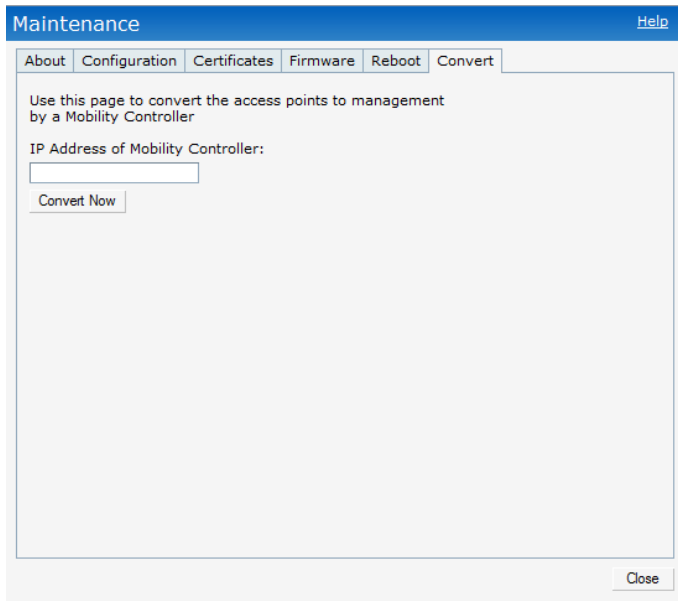 Maintenance Help
About Configuration Certificates Firmware Reboot Convert
Use this page to convert the access points to management
by a Mobility Controller
IP Address of Mobility Controller:
Convert Now
Close